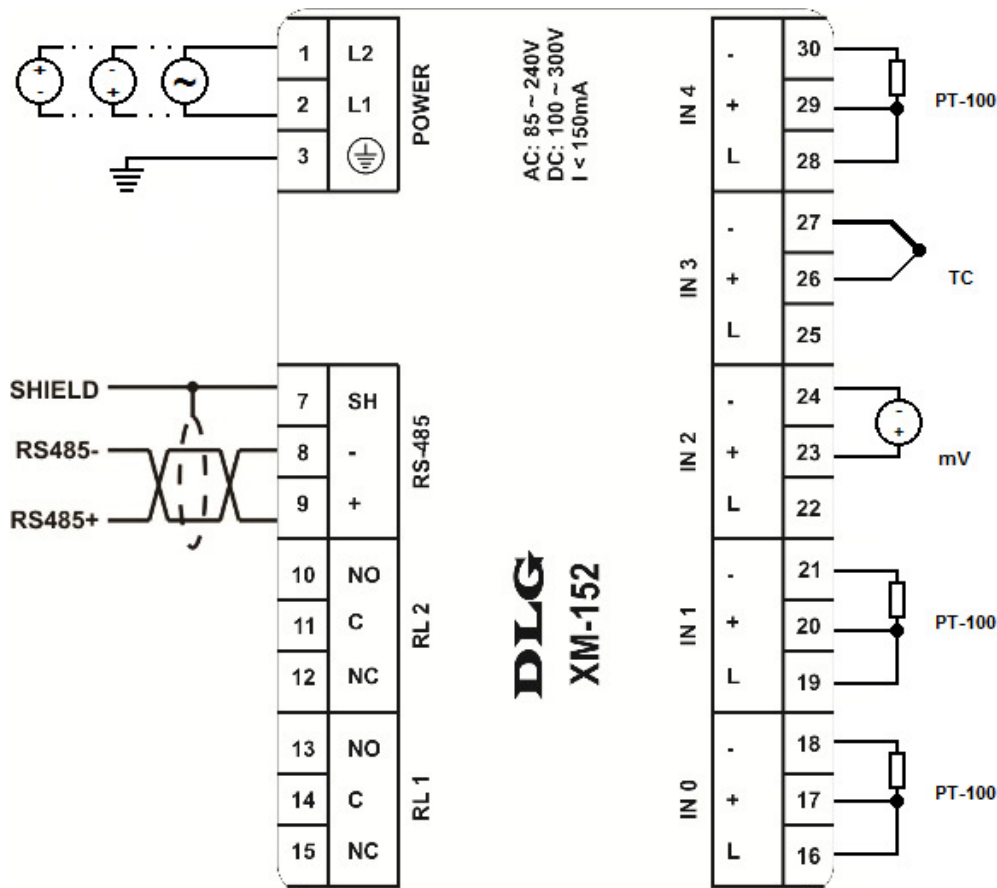 1 L2
2 L1
3
POWER
AC: 85 ~ 240V
DC: 100 ~ 300V
I < 150mA
SHIELD
RS485-
RS485+
7 SH
8 -
9 +
RS-485
10 NO
11 C
12 NC
RL 2
13 NO
14 C
15 NC
RL 1
DLG
XM-152
IN 4
- 30
+ 29
L 28
PT-100
IN 3
- 27
+ 26
L 25
TC
IN 2
- 24
+ 23
L 22
- +
mV
IN 1
- 21
+ 20
L 19
PT-100
IN 0
- 18
+ 17
L 16
PT-100
+ -
- +
~